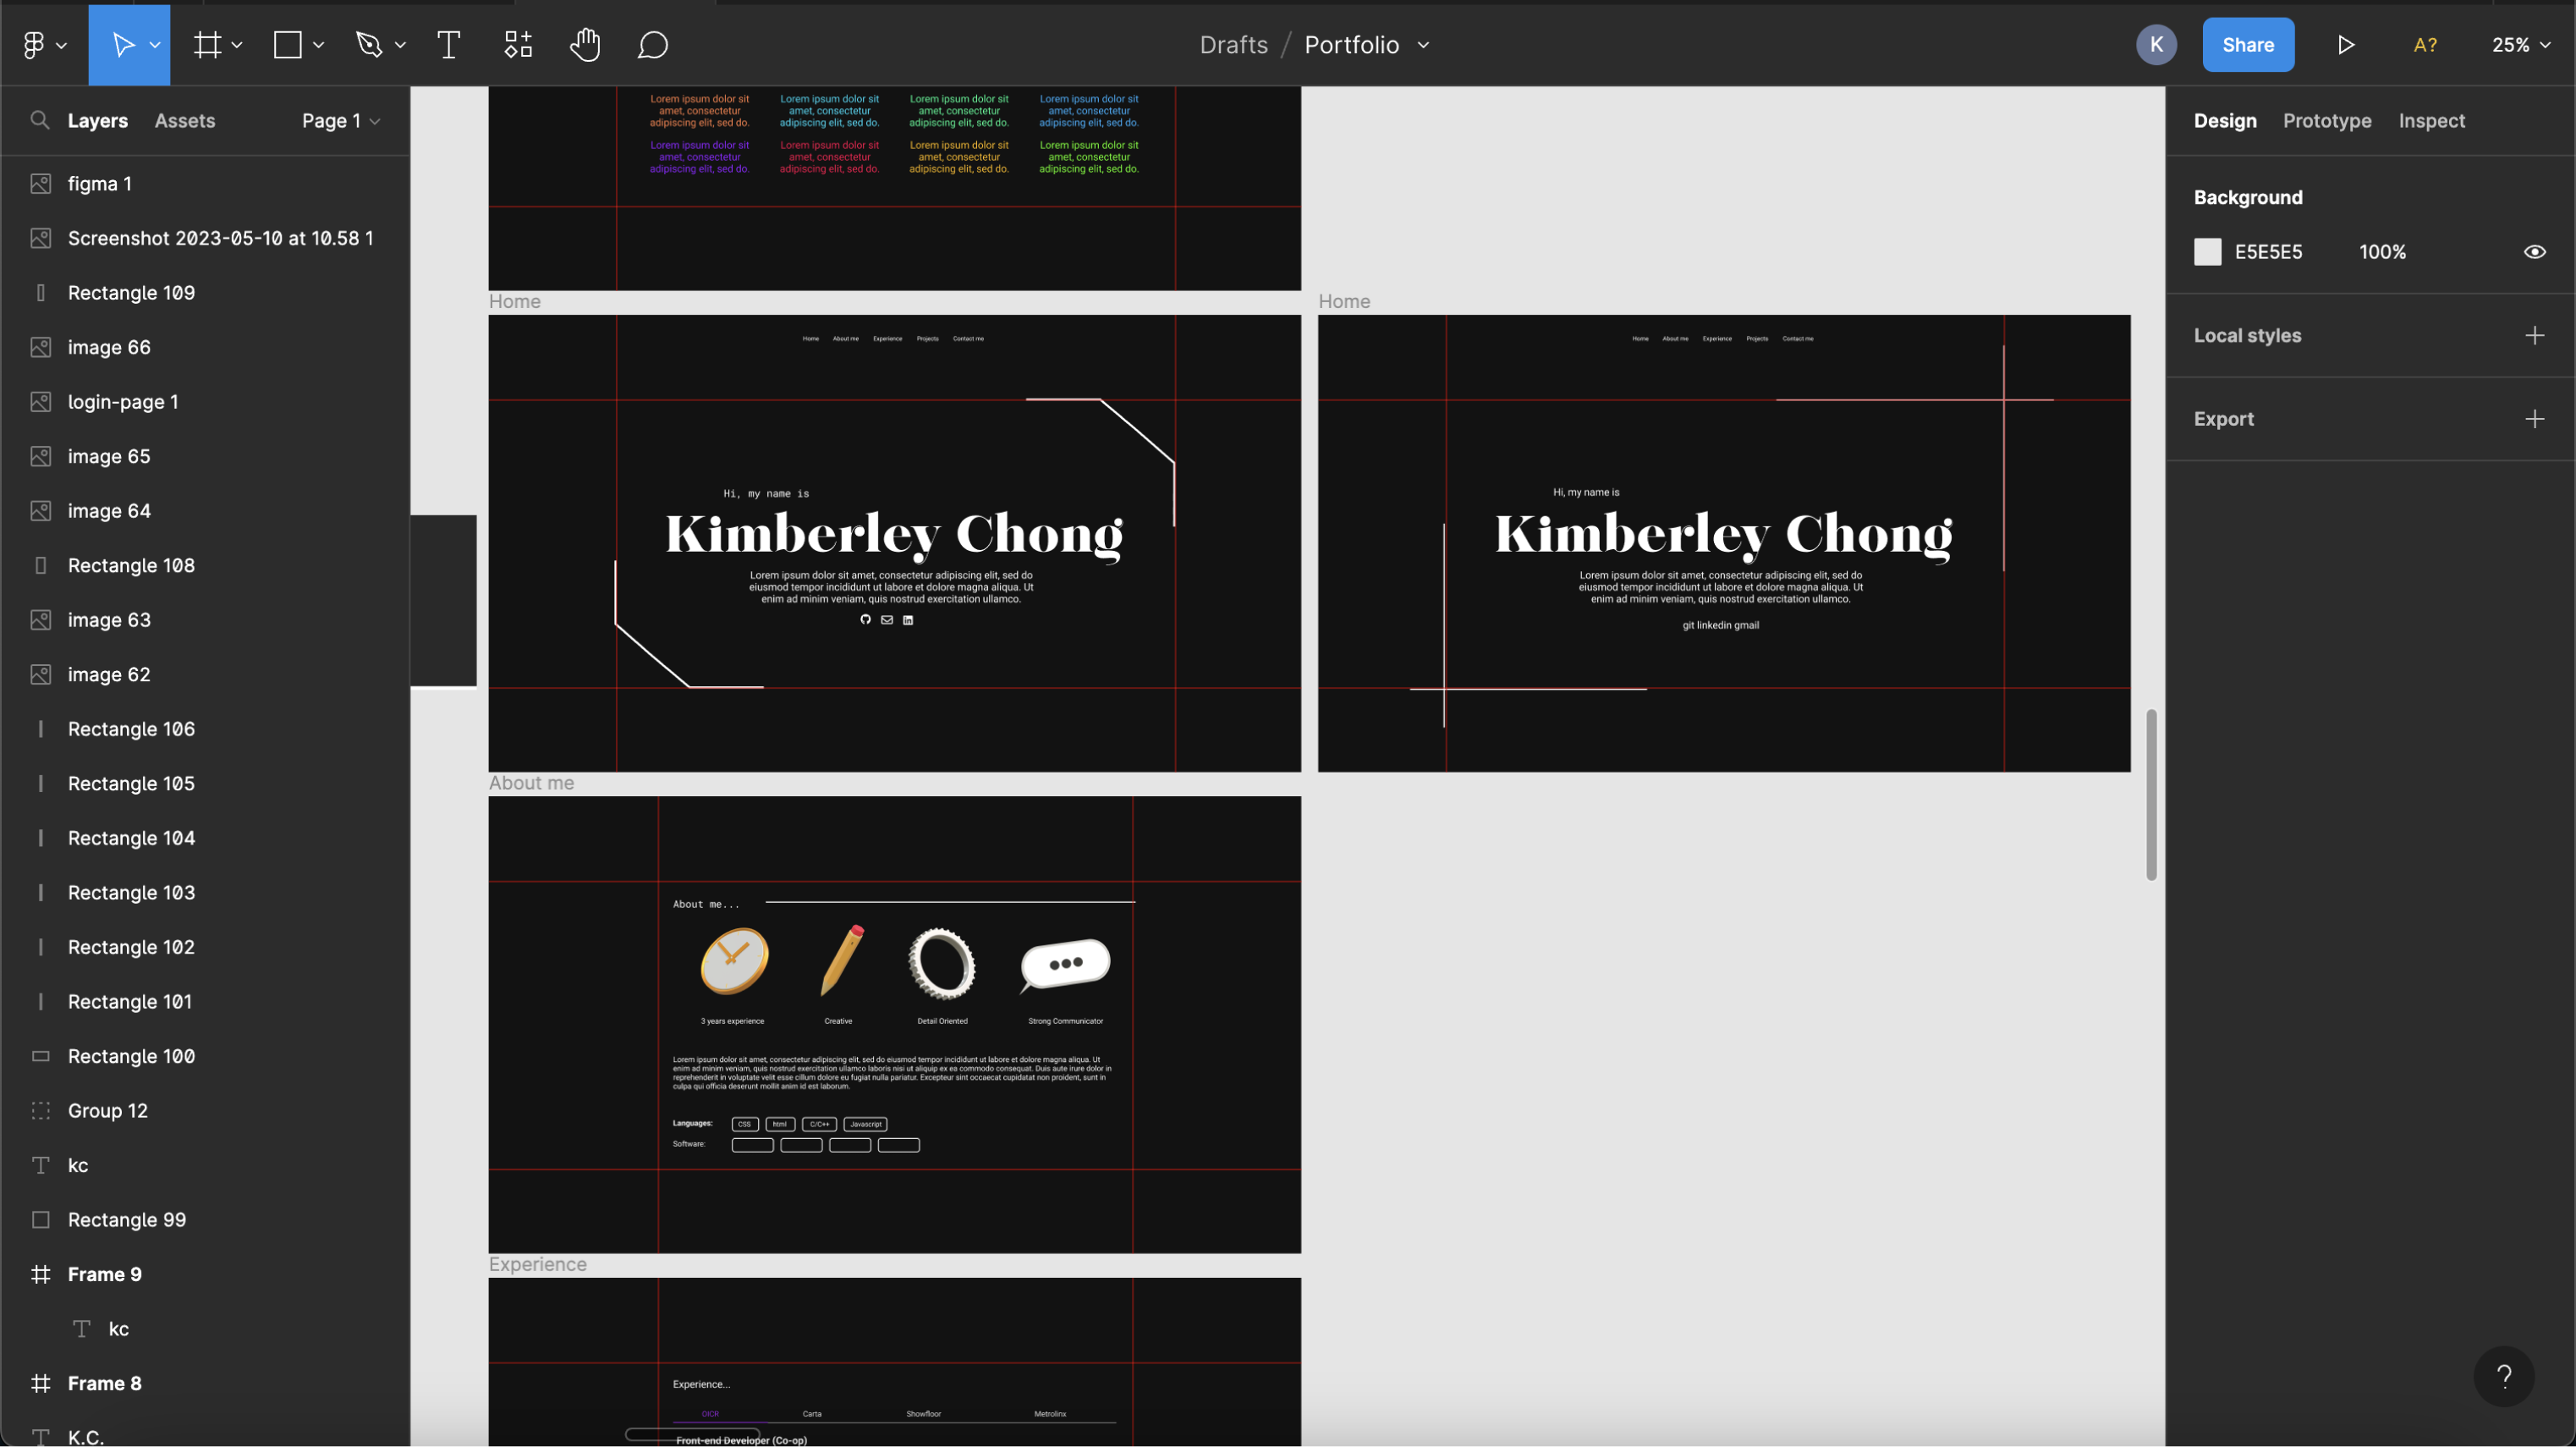 Drafts / Portfolio
K
Share
A?
25%
Layers Assets Page 1
figma 1
Screenshot 2023-05-10 at 10.58 1
Rectangle 109
image 66
login-page 1
image 65
image 64
Rectangle 108
image 63
image 62
Rectangle 106
Rectangle 105
Rectangle 104
Rectangle 103
Rectangle 102
Rectangle 101
Rectangle 100
Group 12
kc
Rectangle 99
Frame 9
kc
Frame 8
K.C.
Lorem ipsum dolor sit
amet, consectetur
adipiscing elit, sed do.
Lorem ipsum dolor sit
amet, consectetur
adipiscing elit, sed do.
Lorem ipsum dolor sit
amet, consectetur
adipiscing elit, sed do.
Lorem ipsum dolor sit
amet, consectetur
adipiscing elit, sed do.
Lorem ipsum dolor sit
amet, consectetur
adipiscing elit, sed do.
Lorem ipsum dolor sit
amet, consectetur
adipiscing elit, sed do.
Lorem ipsum dolor sit
amet, consectetur
adipiscing elit, sed do.
Lorem ipsum dolor sit
amet, consectetur
adipiscing elit, sed do.
Home
Home About me Experience Projects Contact me
Hi, my name is
Kimberley Chong
Lorem ipsum dolor sit amet, consectetur adipiscing elit, sed do
eiusmod tempor incididunt ut labore et dolore magna aliqua. Ut
enim ad minim veniam, quis nostrud exercitation ullamco.
Home
Home About me Experience Projects Contact me
Hi, my name is
Kimberley Chong
Lorem ipsum dolor sit amet, consectetur adipiscing elit, sed do
eiusmod tempor incididunt ut labore et dolore magna aliqua. Ut
enim ad minim veniam, quis nostrud exercitation ullamco.
git linkedin gmail
About me
About me...
3 years experience
Creative
Detail Oriented
Strong Communicator
Lorem ipsum dolor sit amet, consectetur adipiscing elit, sed do eiusmod tempor incididunt ut labore et dolore magna aliqua. Ut
enim ad minim veniam, quis nostrud exercitation ullamco laboris nisi ut aliquip ex ea commodo consequat. Duis aute irure dolor in
reprehenderit in voluptate velit esse cillum dolore eu fugiat nulla pariatur. Excepteur sint occaecat cupidatat non proident, sunt in
culpa qui officia deserunt mollit anim id est laborum.
Languages: CSS html C/C++ Javascript
Software:
Experience
Experience...
OICR Carta Showfloor Metrolinx
Front-end Developer (Co-op)
Design Prototype Inspect
Background
E5E5E5 100%
Local styles
Export
?